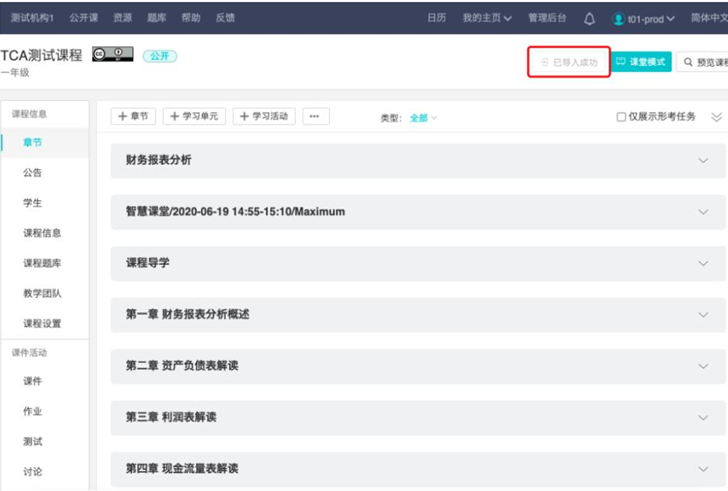 测试机构1 公开课 资源 题库 帮助 反馈 日历 我的主页 管理后台 t01-prod 简体中文
TCA测试课程 公开 已导入成功 课堂模式 预览课程
一年级
课程信息
章节
公告
学生
课程信息
课程题库
教学团队
课程设置
课件活动
课件
作业
测试
讨论
+ 章节 + 学习单元 + 学习活动 ··· 类型: 全部 仅展示形考任务
财务报表分析
智慧课堂/2020-06-19 14:55-15:10/Maximum
课程导学
第一章 财务报表分析概述
第二章 资产负债表解读
第三章 利润表解读
第四章 现金流量表解读